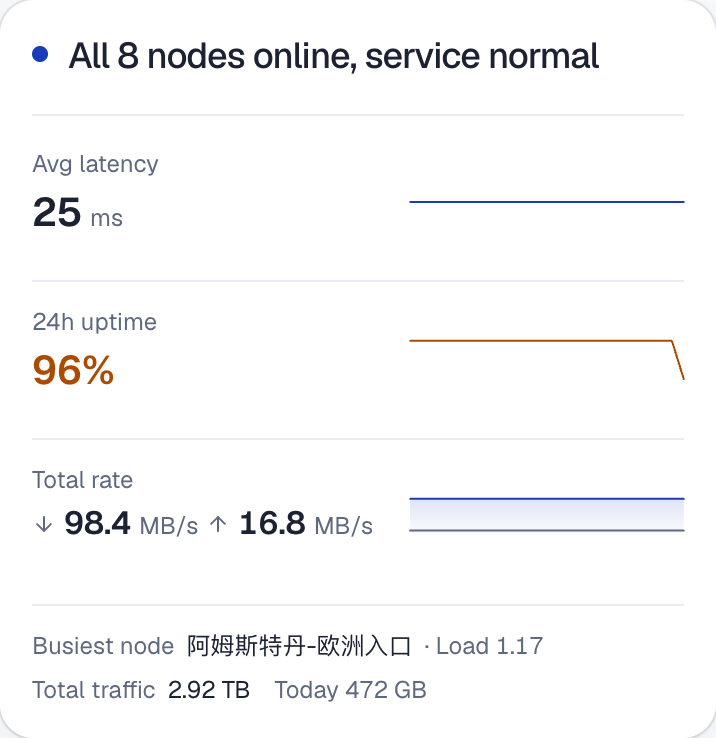 All 8 nodes online, service normal
Avg latency
25 ms
24h uptime
96%
Total rate
↓ 98.4 MB/s ↑ 16.8 MB/s
Busiest node 阿姆斯特丹-欧洲入口 · Load 1.17
Total traffic 2.92 TB Today 472 GB